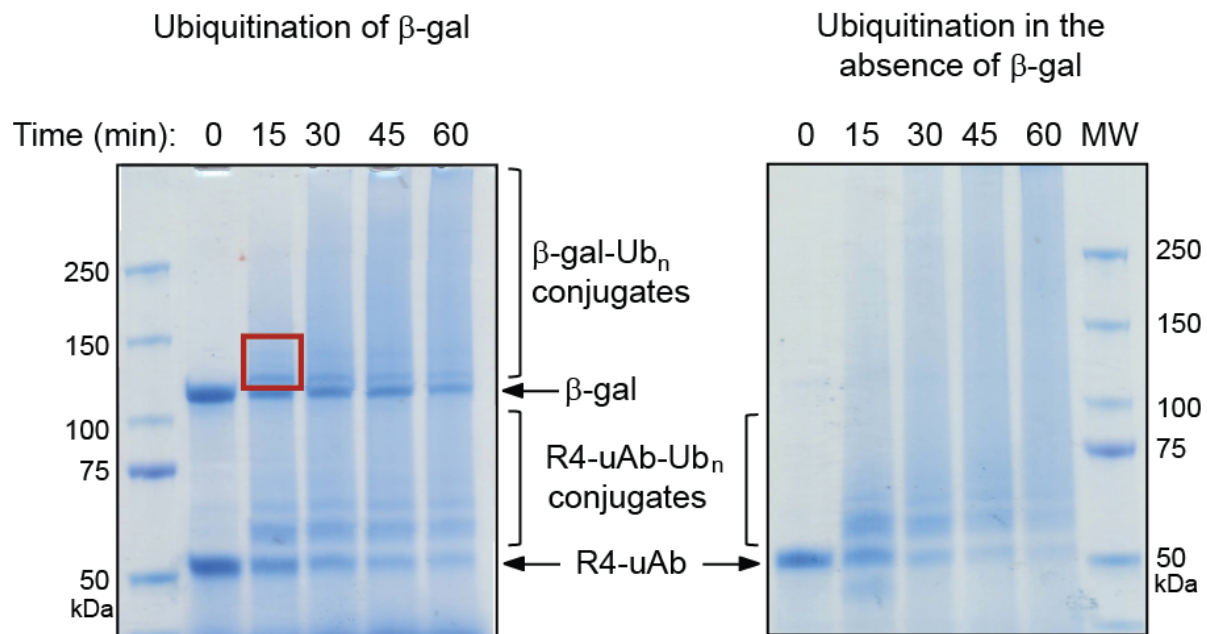 Ubiquitination of β-gal
Time (min): 0 15 30 45 60
250
150
100
75
50
kDa
β-gal-Ubₙ
conjugates
β-gal
R4-uAb-Ubₙ
conjugates
R4-uAb
Ubiquitination in the
absence of β-gal
0 15 30 45 60 MW
250
150
100
75
50
kDa